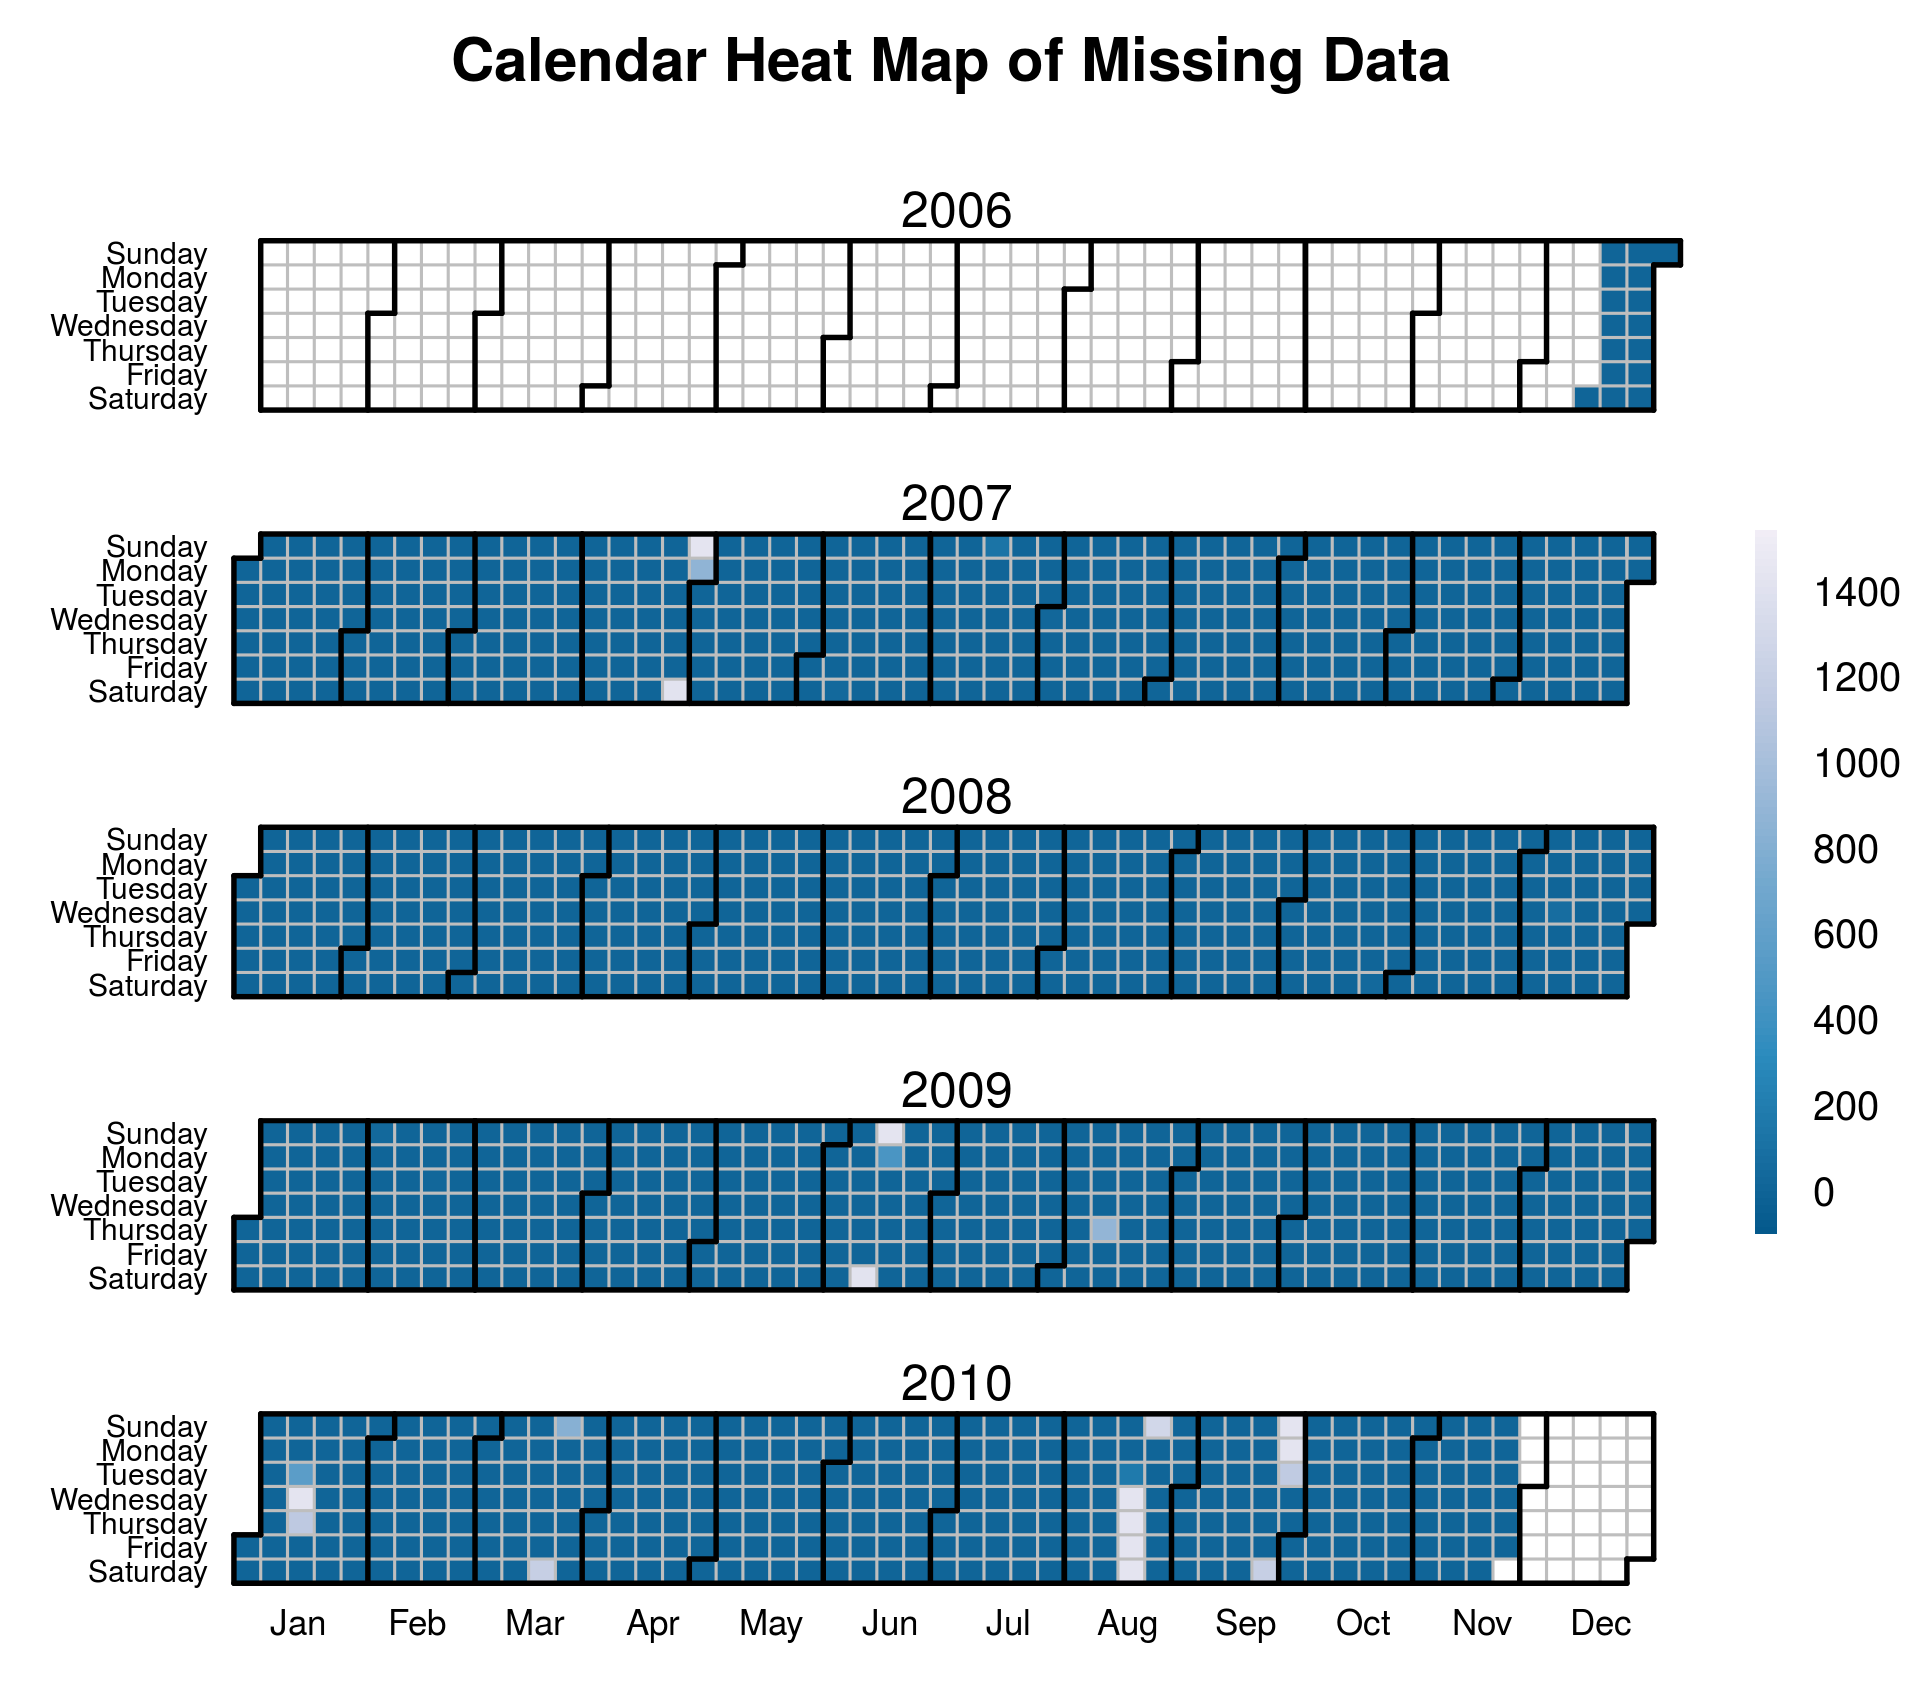 Calendar Heat Map of Missing Data
2006
Sunday
Monday
Tuesday
Wednesday
Thursday
Friday
Saturday
2007
Sunday
Monday
Tuesday
Wednesday
Thursday
Friday
Saturday
2008
Sunday
Monday
Tuesday
Wednesday
Thursday
Friday
Saturday
2009
Sunday
Monday
Tuesday
Wednesday
Thursday
Friday
Saturday
2010
Sunday
Monday
Tuesday
Wednesday
Thursday
Friday
Saturday
Jan Feb Mar Apr May Jun Jul Aug Sep Oct Nov Dec
1400
1200
1000
800
600
400
200
0